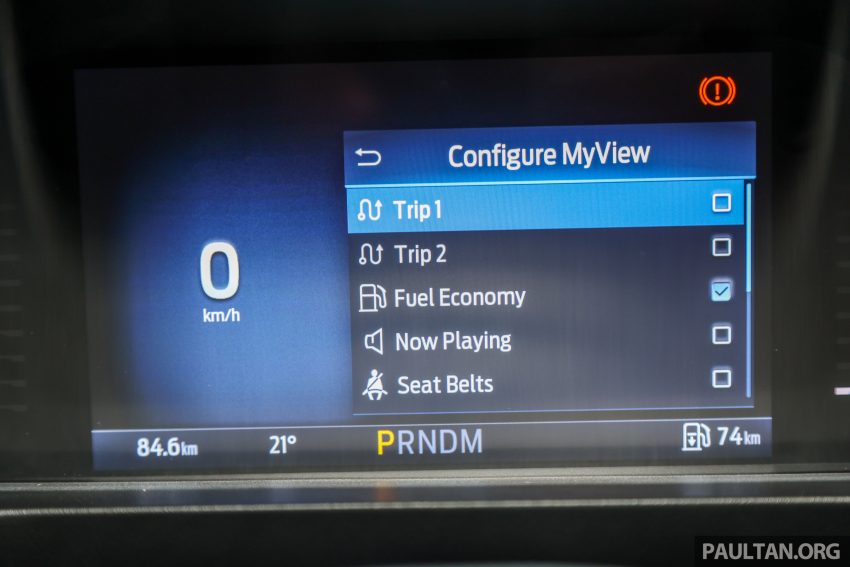 Configure MyView
Trip 1
Trip 2
Fuel Economy
Now Playing
Seat Belts
0
km/h
84.6km 21° PRNDM 74km
PAULTAN.ORG